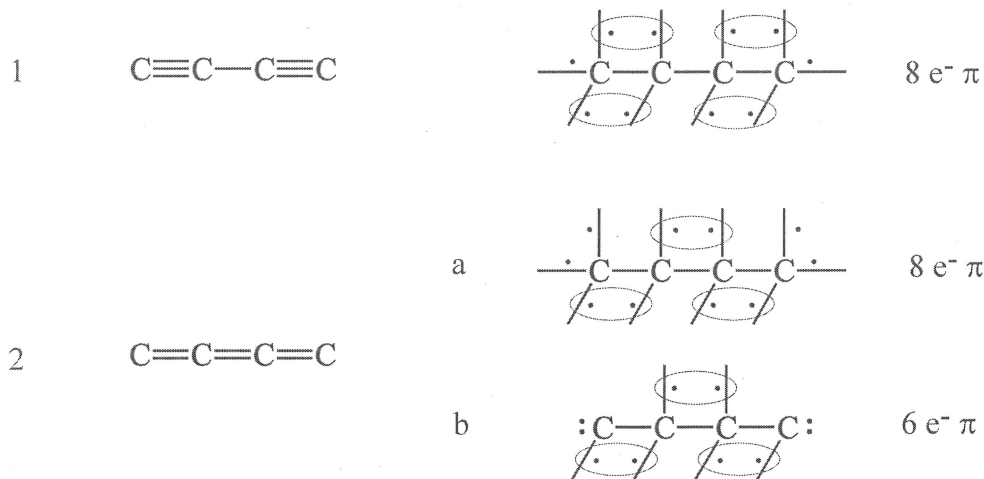 1 C≡C—C≡C C—C—C—C 8 e⁻ π
a C—C—C—C 8 e⁻ π
2 C=C=C=C
b :C—C—C—C: 6 e⁻ π